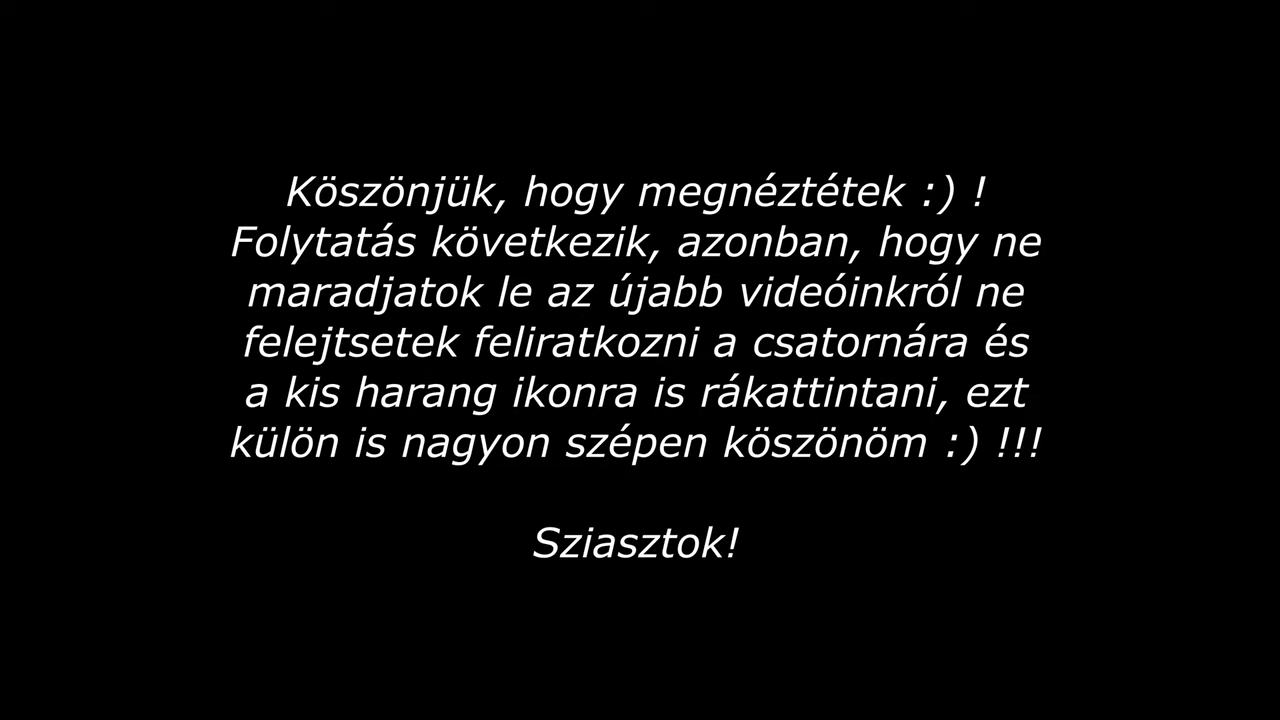 Köszönjük, hogy megnéztétek :) !
Folytatás következik, azonban, hogy ne
maradjatok le az újabb videóinkról ne
felejtsetek feliratkozni a csatornára és
a kis harang ikonra is rákattintani, ezt
külön is nagyon szépen köszönöm :) !!!
Sziasztok!